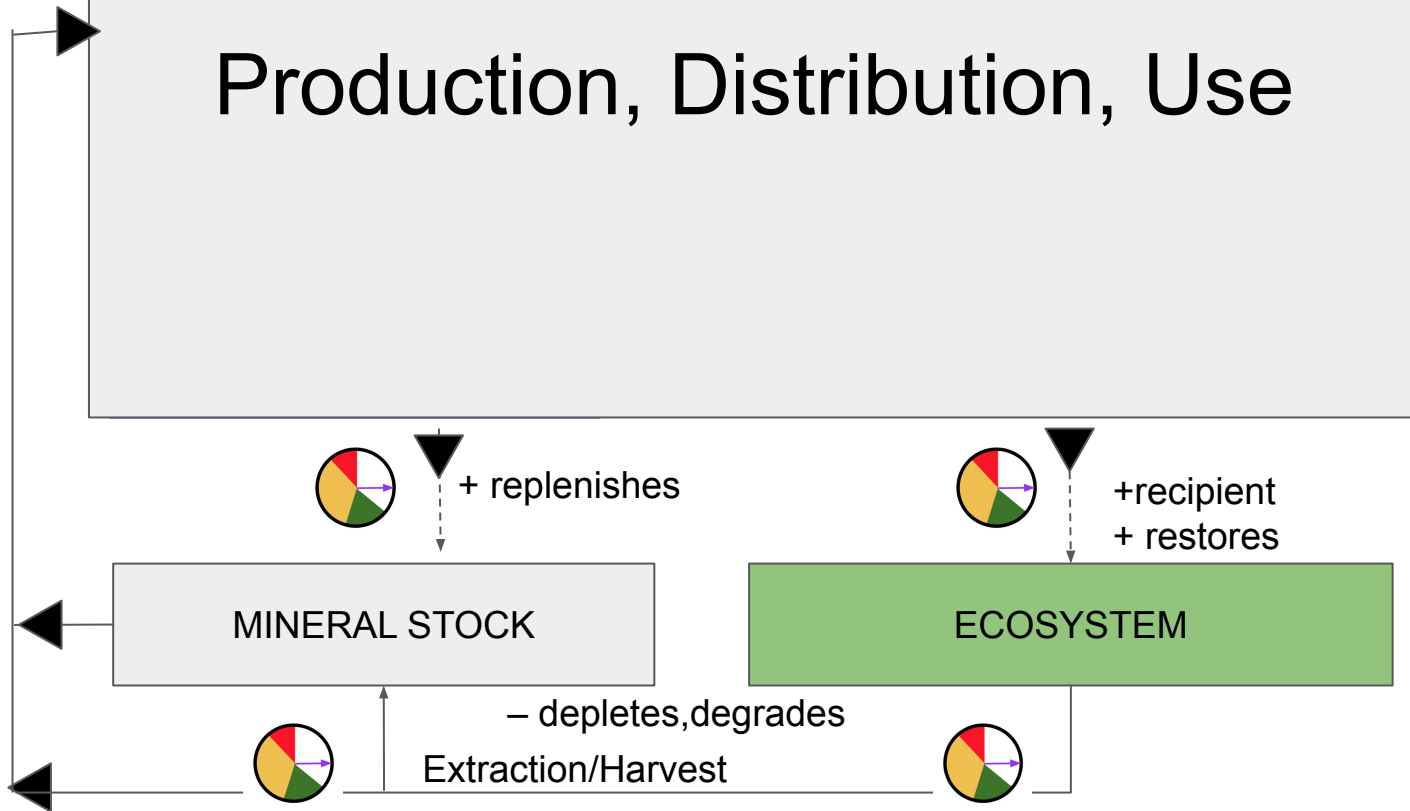 Production, Distribution, Use
+ replenishes
+recipient
+ restores
MINERAL STOCK
ECOSYSTEM
– depletes,degrades
Extraction/Harvest